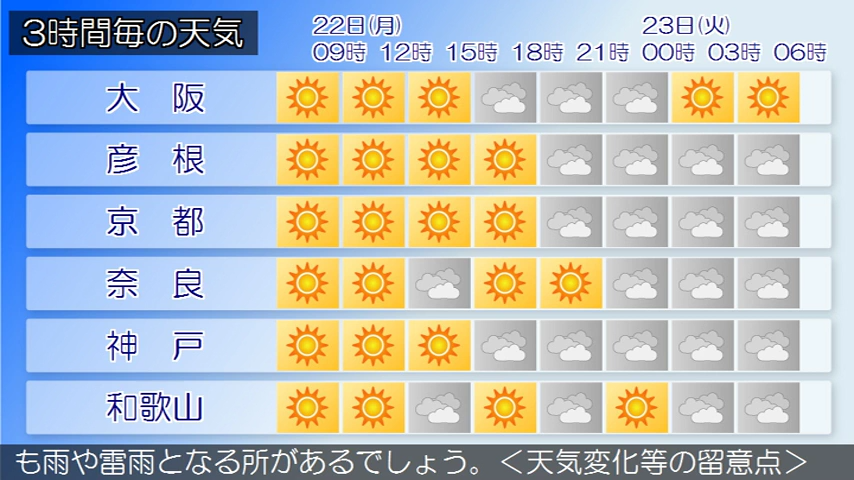 3時間毎の天気
22日(月) 23日(火)
09時 12時 15時 18時 21時 00時 03時 06時
大阪
彦根
京都
奈良
神戸
和歌山
も雨や雷雨となる所があるでしょう。＜天気変化等の留意点＞